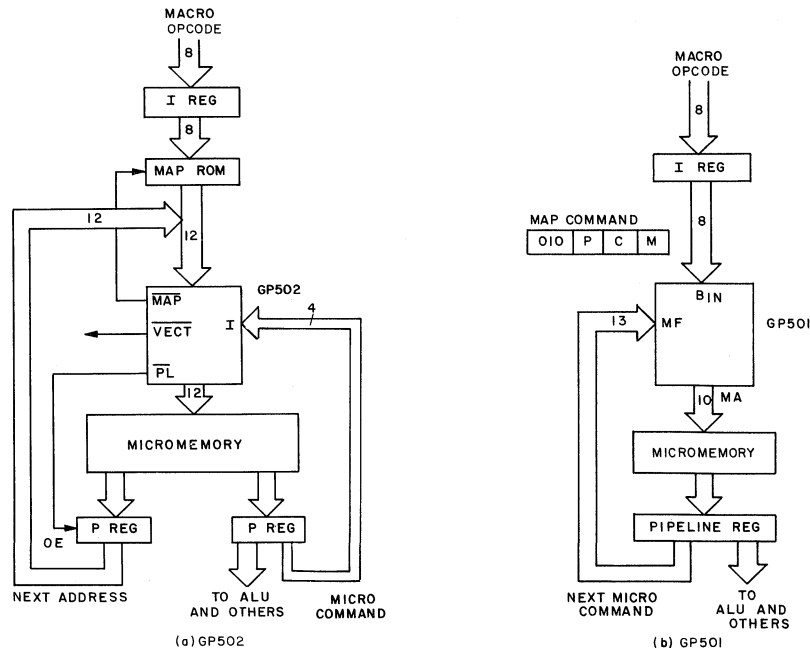 MACRO
OPCODE
8
I REG
8
MAP ROM
12
12
GP502
MAP
VECT
PL
I
4
12
MICROMEMORY
P REG
P REG
OE
NEXT ADDRESS
TO ALU
AND OTHERS
MICRO
COMMAND
(a) GP502
MACRO
OPCODE
8
I REG
MAP COMMAND
010 P C M
8
BIN
13
MF
GP501
10 MA
MICROMEMORY
PIPELINE REG
NEXT MICRO
COMMAND
TO
ALU AND
OTHERS
(b) GP501